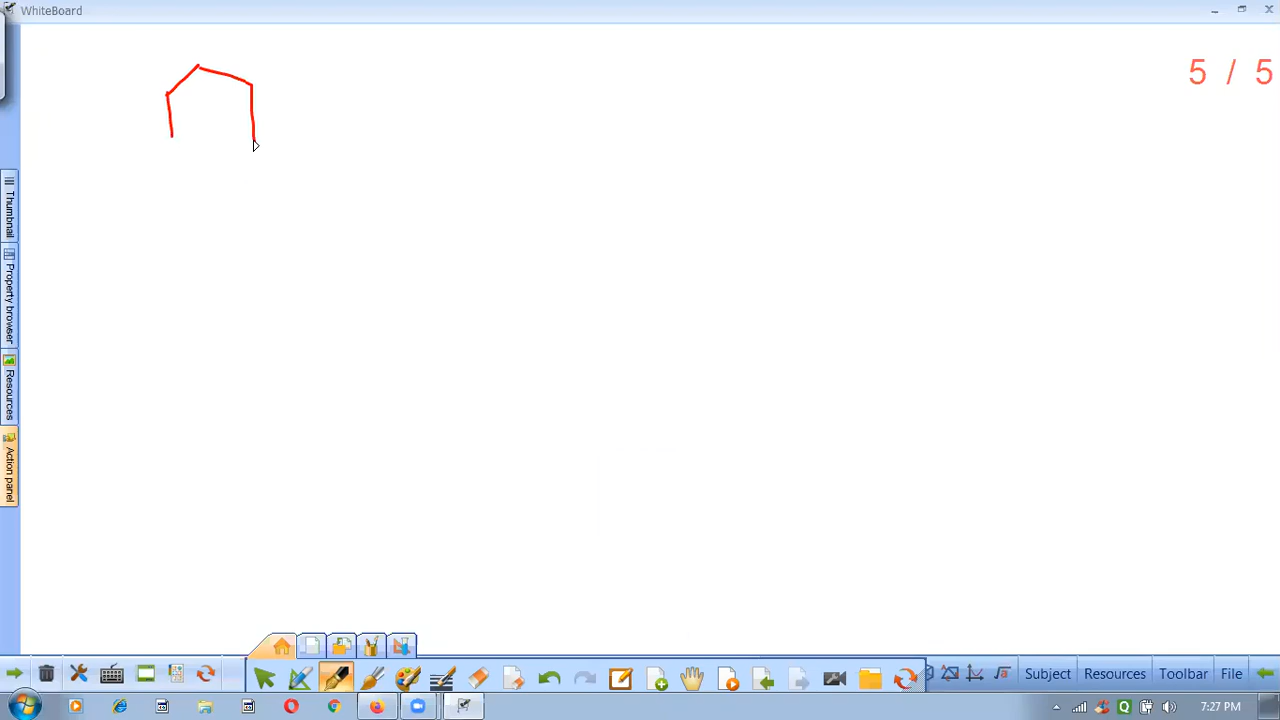 WhiteBoard
5 / 5
Thumbnail
Property browser
Resources
Action panel
Subject
Resources
Toolbar
File
7:27 PM